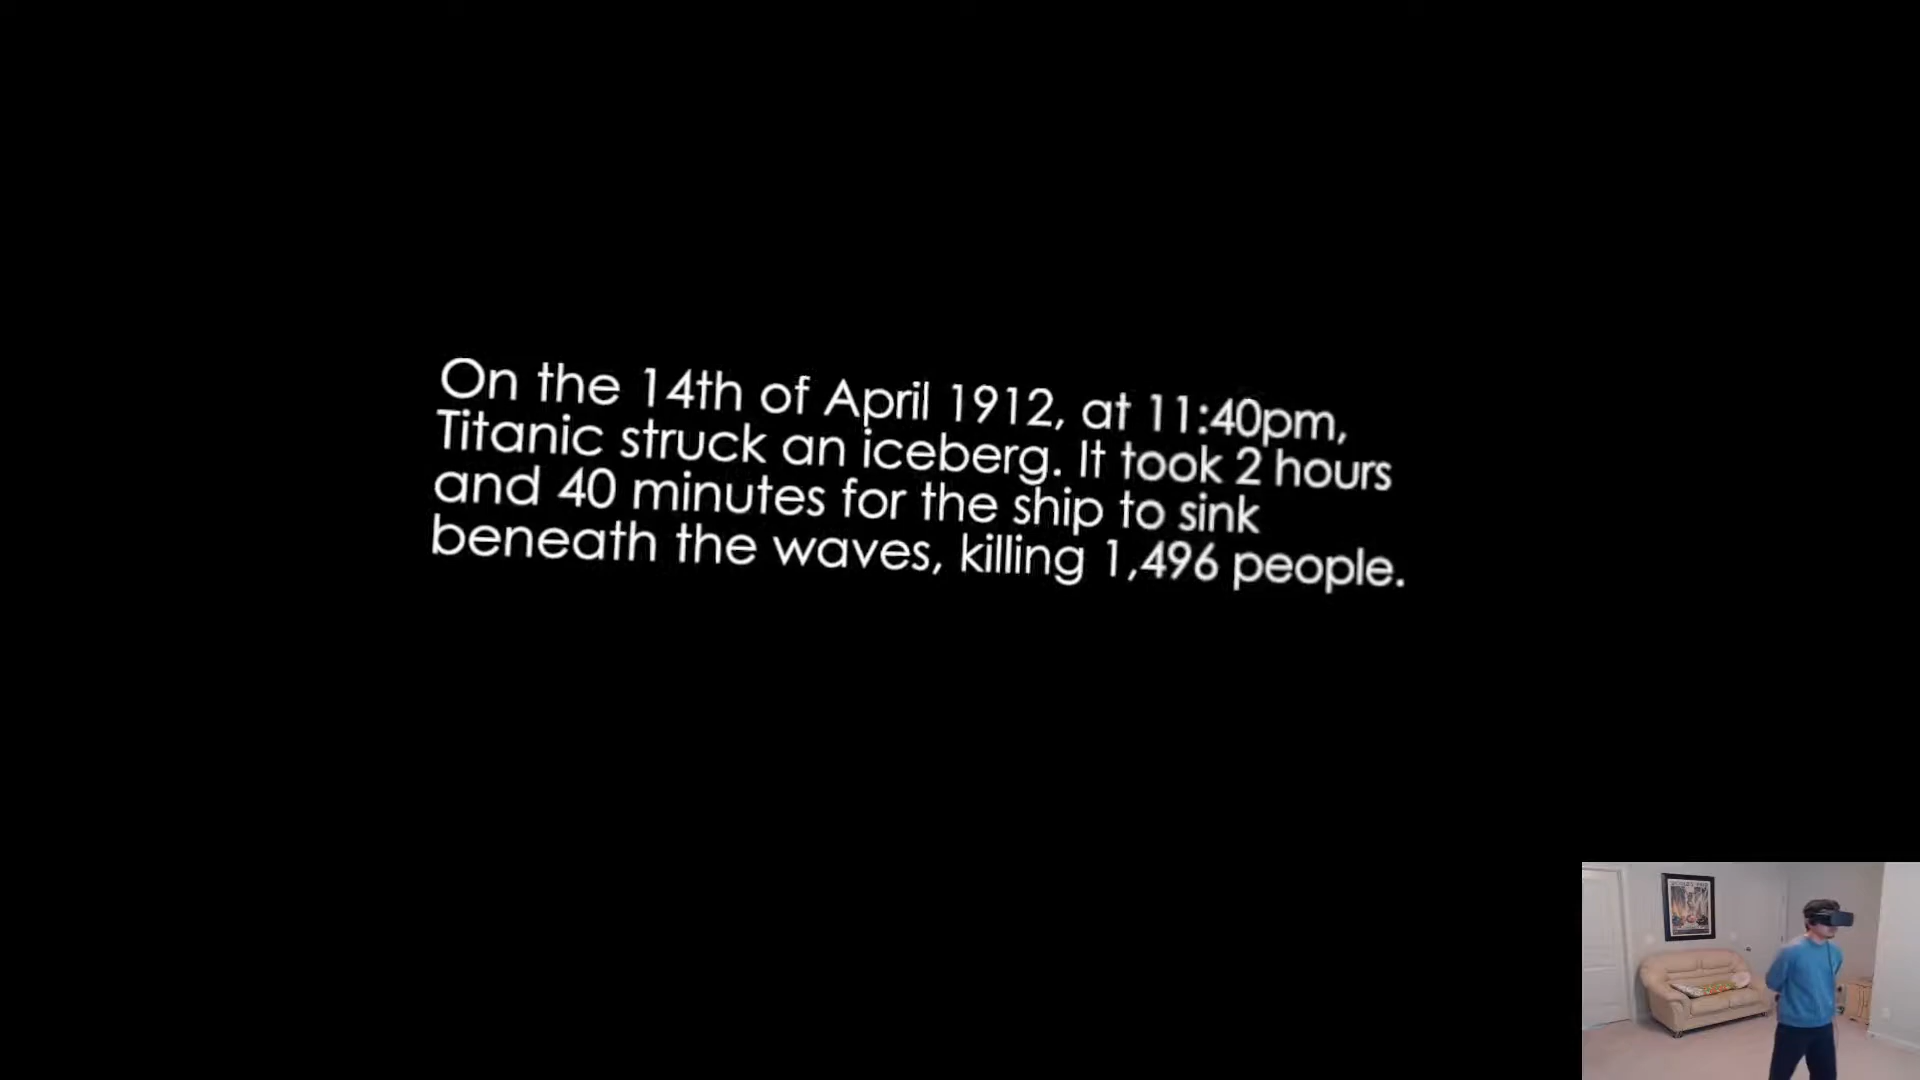 On the 14th of April 1912, at 11:40pm,
Titanic struck an iceberg. It took 2 hours
and 40 minutes for the ship to sink
beneath the waves, killing 1,496 people.